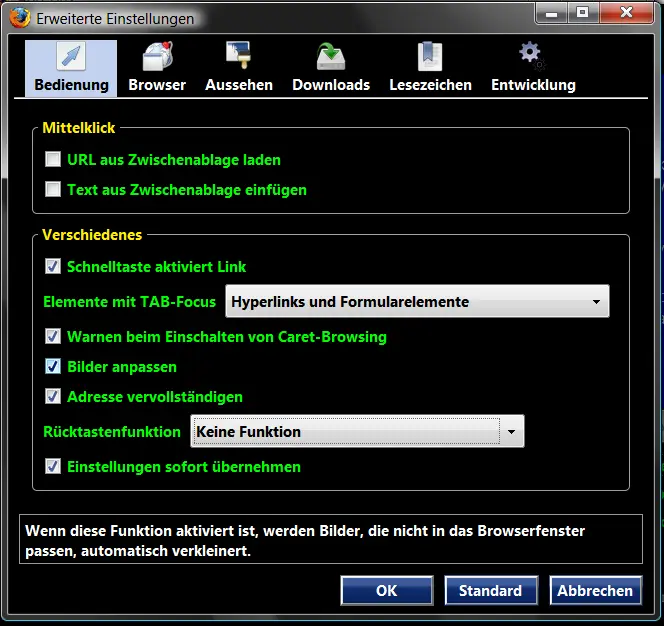 Erweiterte Einstellungen
Bedienung Browser Aussehen Downloads Lesezeichen Entwicklung
Mittelklick
URL aus Zwischenablage laden
Text aus Zwischenablage einfügen
Verschiedenes
Schnelltaste aktiviert Link
Elemente mit TAB-Focus Hyperlinks und Formularelemente
Warnen beim Einschalten von Caret-Browsing
Bilder anpassen
Adresse vervollständigen
Rücktastenfunktion Keine Funktion
Einstellungen sofort übernehmen
Wenn diese Funktion aktiviert ist, werden Bilder, die nicht in das Browserfenster
passen, automatisch verkleinert.
OK Standard Abbrechen